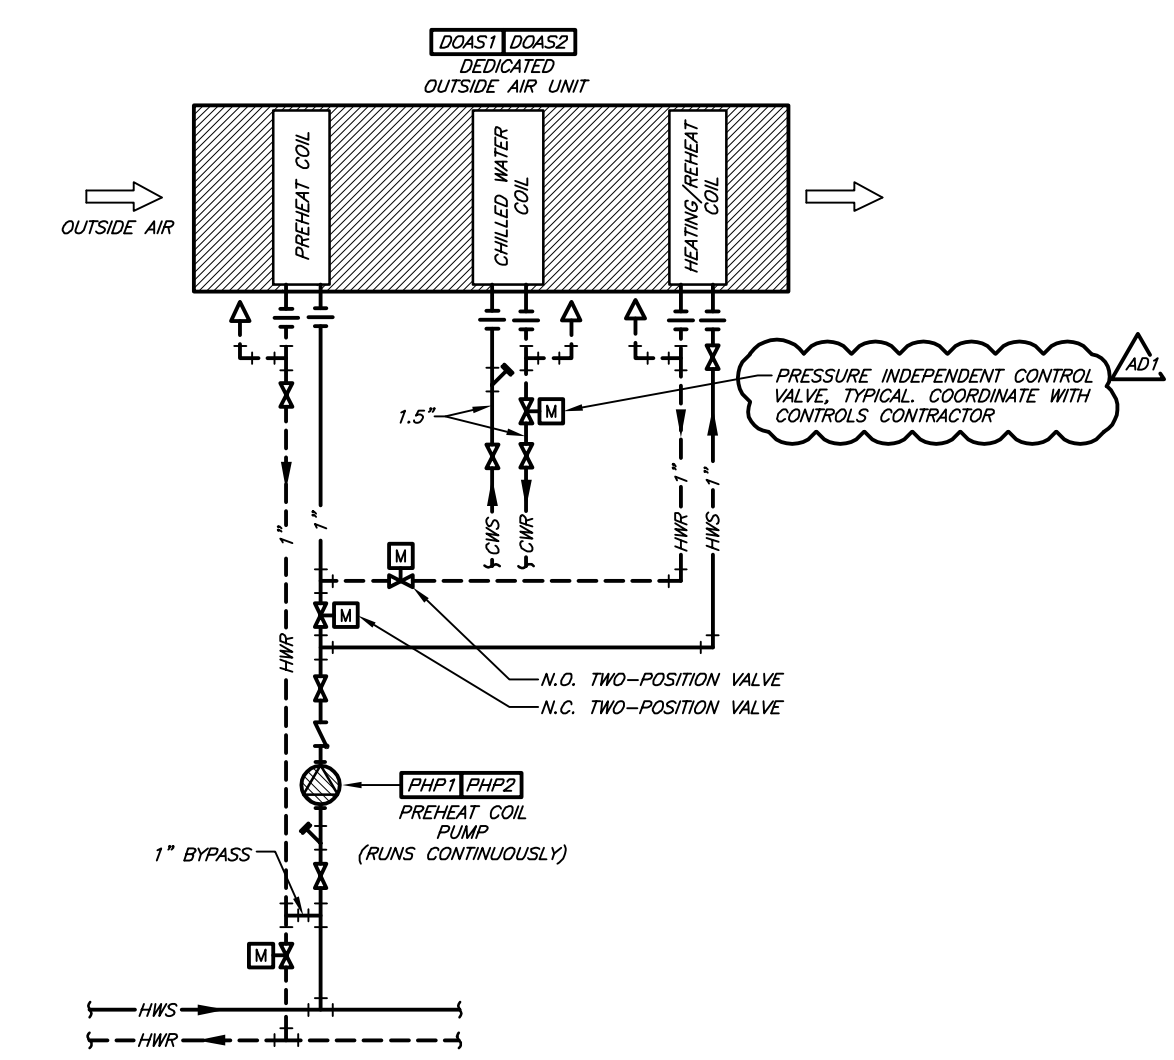 DOAS1 DOAS2
DEDICATED
OUTSIDE AIR UNIT
OUTSIDE AIR
PREHEAT COIL
CHILLED WATER
COIL
HEATING/REHEAT
COIL
AD1
PRESSURE INDEPENDENT CONTROL
VALVE, TYPICAL. COORDINATE WITH
CONTROLS CONTRACTOR
1.5"
M
1"
1"
CWS
CWR
HWR 1"
HWS 1"
M
M
HWR
N.O. TWO-POSITION VALVE
N.C. TWO-POSITION VALVE
PHP1 PHP2
PREHEAT COIL
PUMP
(RUNS CONTINUOUSLY)
1" BYPASS
M
HWS
HWR